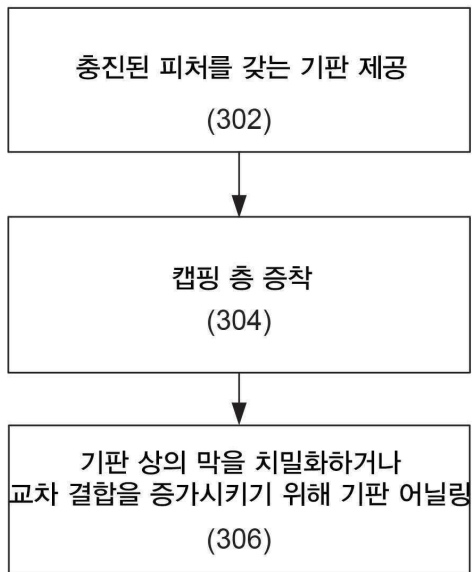 충진된 피처를 갖는 기판 제공
(302)
캡핑 층 증착
(304)
기판 상의 막을 치밀화하거나
교차 결합을 증가시키기 위해 기판 어닐링
(306)